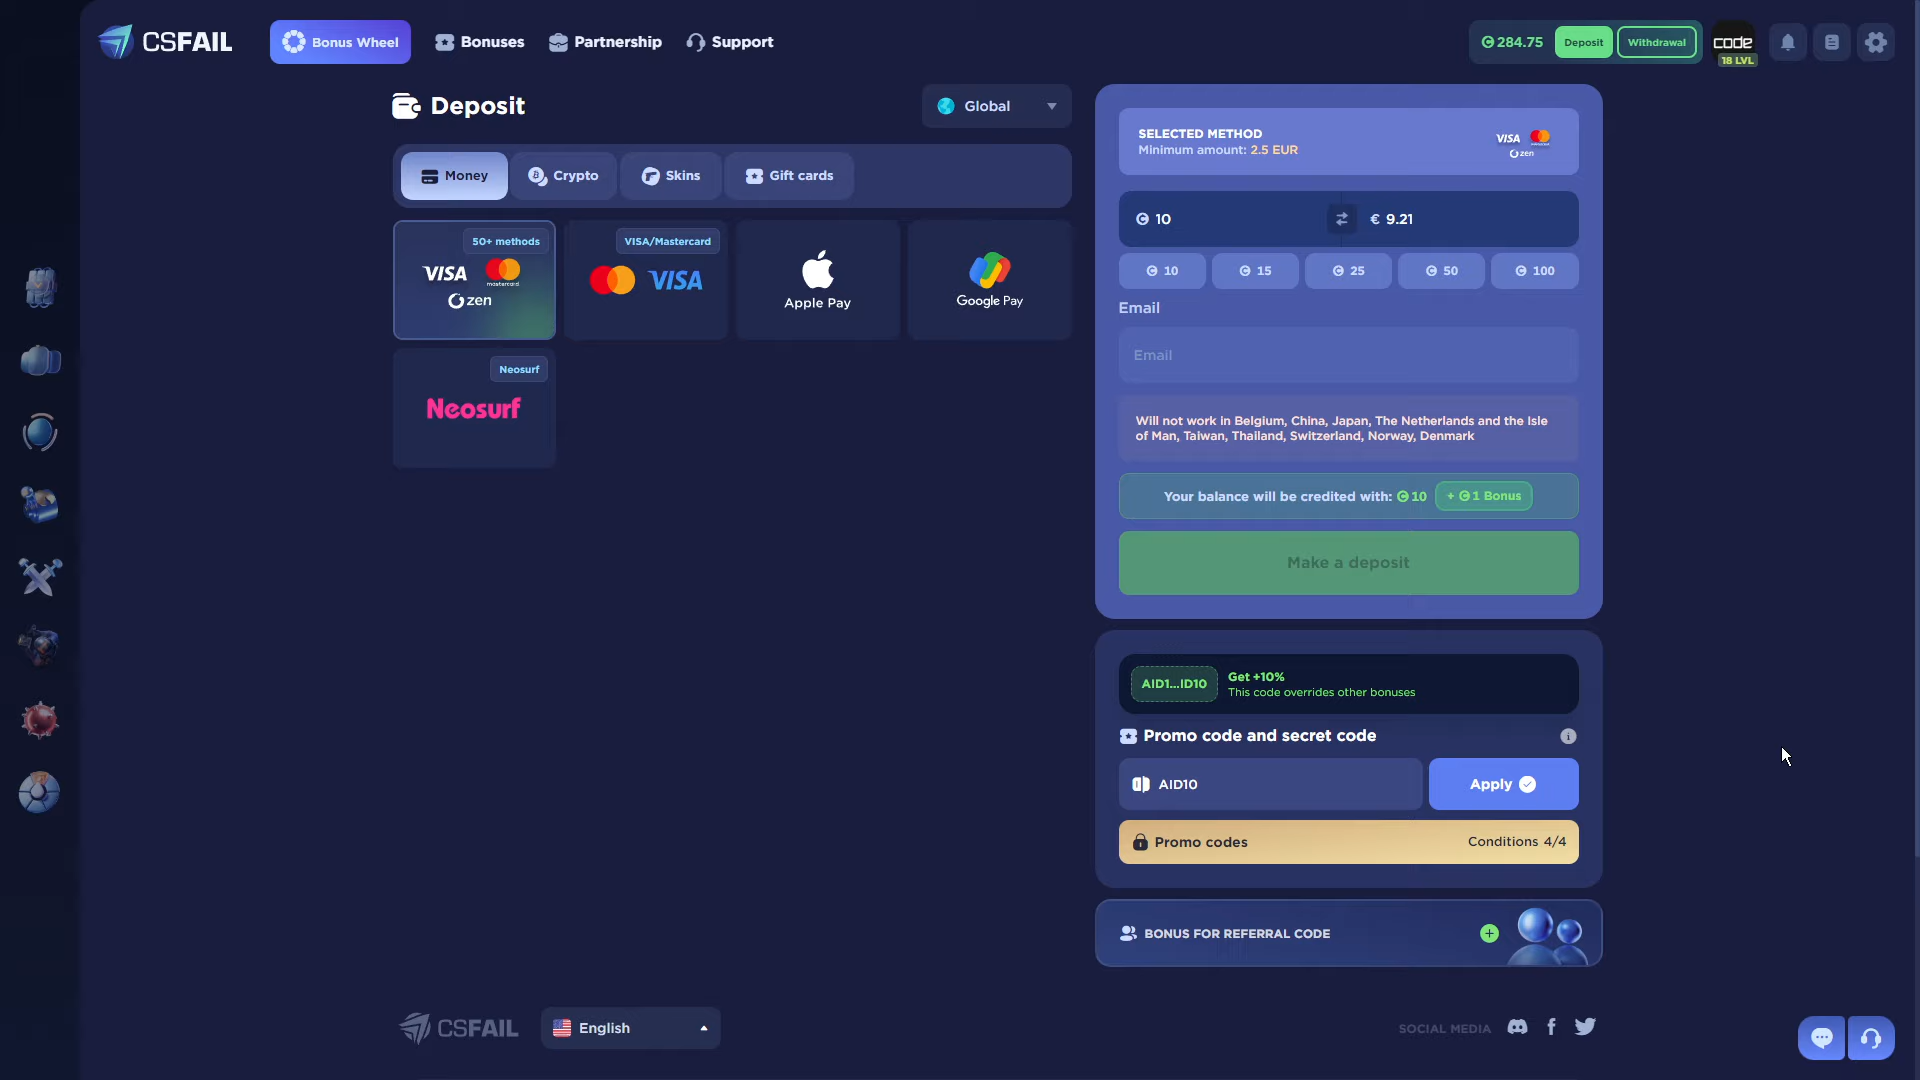 CSFAIL
Bonus Wheel
Bonuses
Partnership
Support
284.75
Deposit
Withdrawal
code
18 LVL
Deposit
Global
Money
Crypto
Skins
Gift cards
50+ methods
VISA
mastercard
zen
VISA/Mastercard
VISA
Apple Pay
Google Pay
Neosurf
Neosurf
SELECTED METHOD
Minimum amount: 2.5 EUR
VISA
zen
10
€ 9.21
10
15
25
50
100
Email
Email
Will not work in Belgium, China, Japan, The Netherlands and the Isle
of Man, Taiwan, Thailand, Switzerland, Norway, Denmark
Your balance will be credited with: 10 + 1 Bonus
Make a deposit
AID1...ID10
Get +10%
This code overrides other bonuses
Promo code and secret code
AID10
Apply
Promo codes
Conditions 4/4
BONUS FOR REFERRAL CODE
CSFAIL
English
SOCIAL MEDIA